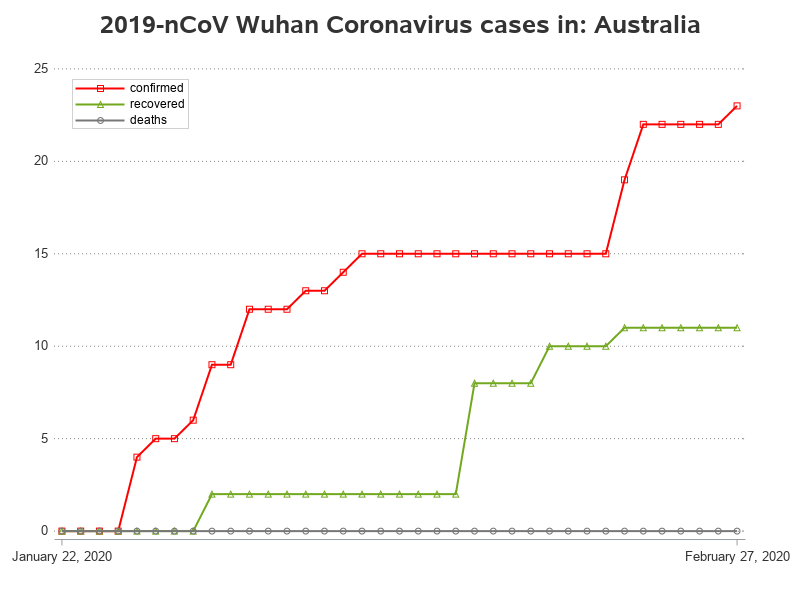 2019-nCoV Wuhan Coronavirus cases in: Australia
25
confirmed
recovered
deaths
20
15
10
5
0
January 22, 2020
February 27, 2020